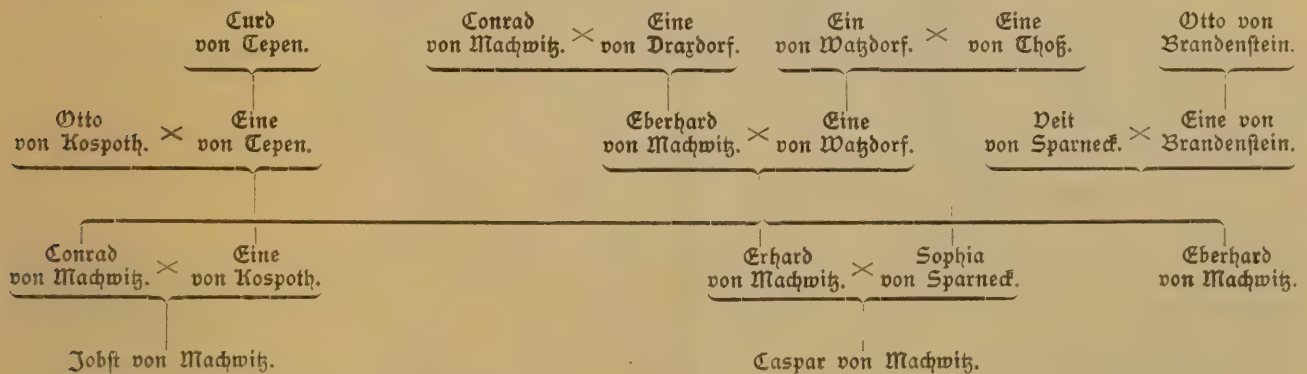 Curd
von Tepen.
Conrad
von Machwitz. × Eine
von Draxdorf.
Ein
von Watzdorf. × Eine
von Thoß.
Otto von
Brandenstein.
Otto
von Kospoth. × Eine
von Tepen.
Eberhard
von Machwitz. × Eine
von Watzdorf.
Veit
von Sparneck. × Eine von
Brandenstein.
Conrad
von Machwitz. × Eine
von Kospoth.
Erhard
von Machwitz. × Sophia
von Sparneck.
Eberhard
von Machwitz.
Jobst von Machwitz.
Caspar von Machwitz.